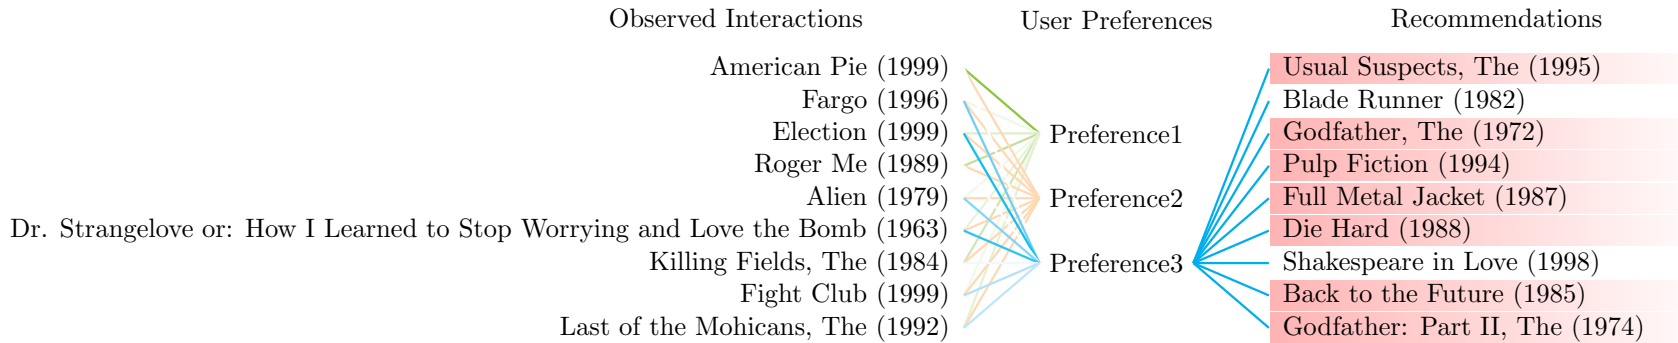 Observed Interactions
User Preferences
Recommendations
American Pie (1999)
Fargo (1996)
Election (1999)
Roger Me (1989)
Alien (1979)
Dr. Strangelove or: How I Learned to Stop Worrying and Love the Bomb (1963)
Killing Fields, The (1984)
Fight Club (1999)
Last of the Mohicans, The (1992)
Preference1
Preference2
Preference3
Usual Suspects, The (1995)
Blade Runner (1982)
Godfather, The (1972)
Pulp Fiction (1994)
Full Metal Jacket (1987)
Die Hard (1988)
Shakespeare in Love (1998)
Back to the Future (1985)
Godfather: Part II, The (1974)